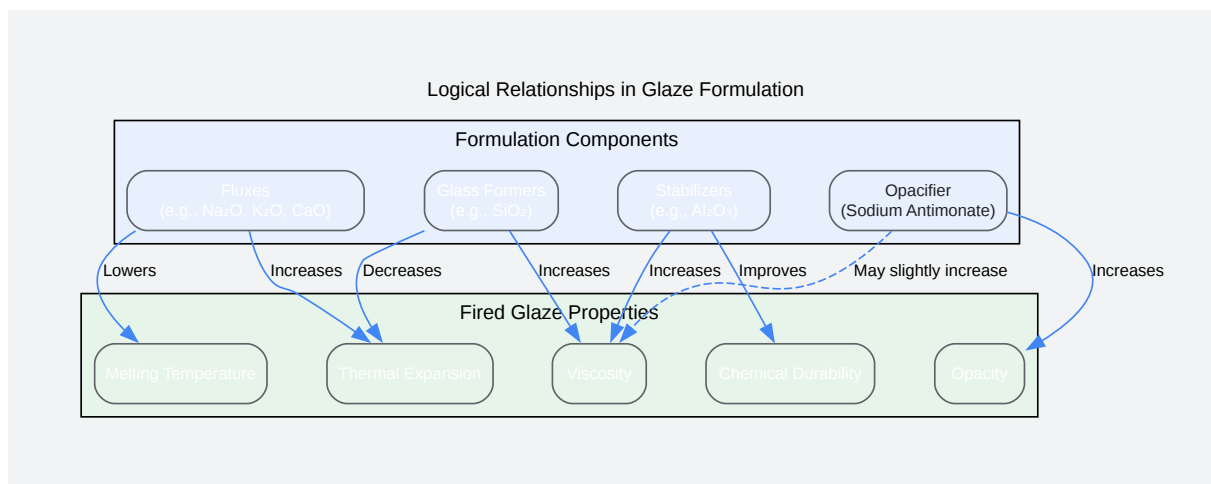 Logical Relationships in Glaze Formulation
Formulation Components
Fluxes
(e.g., Na₂O, K₂O, CaO)
Glass Formers
(e.g., SiO₂)
Stabilizers
(e.g., Al₂O₃)
Opacifier
(Sodium Antimonate)
Lowers
Increases
Decreases
Increases
Increases
Improves
May slightly increase
Increases
Fired Glaze Properties
Melting Temperature
Thermal Expansion
Viscosity
Chemical Durability
Opacity